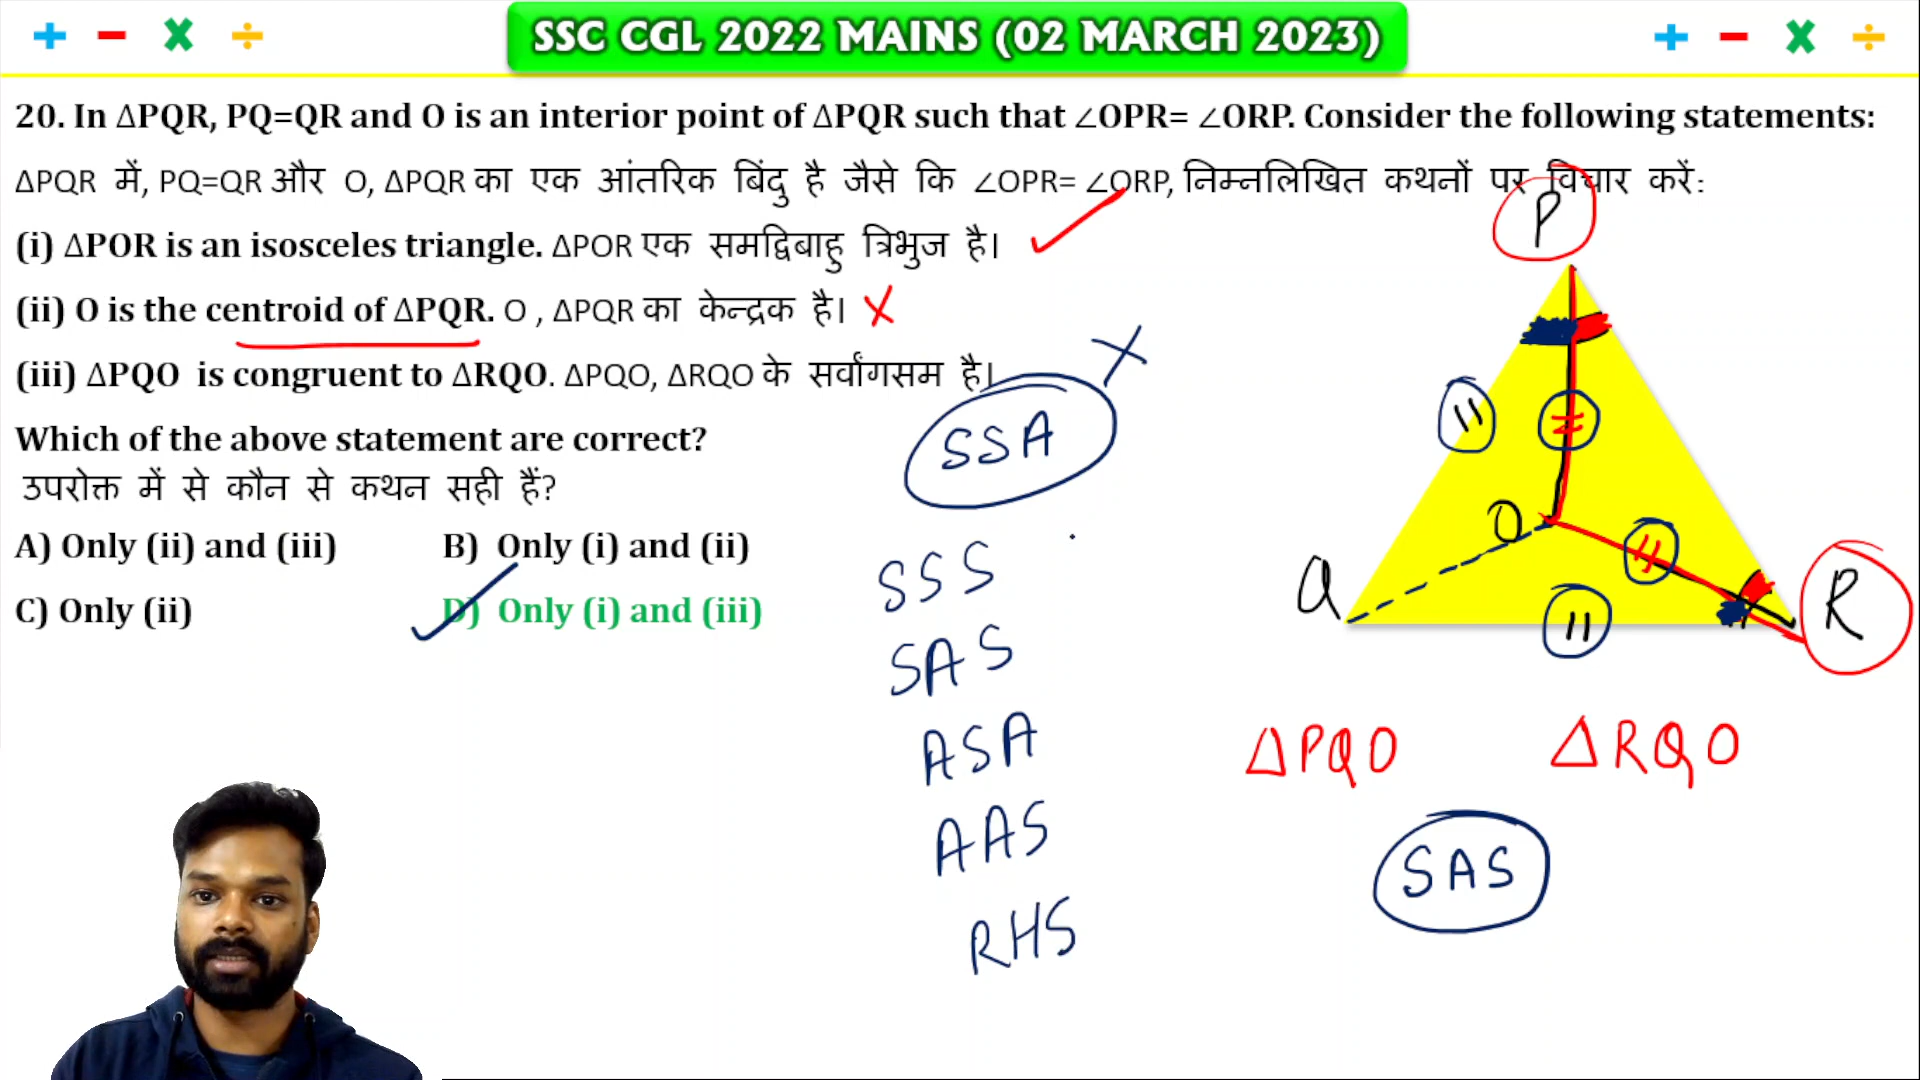 SSC CGL 2022 MAINS (02 MARCH 2023)
20. In ΔPQR, PQ=QR and O is an interior point of ΔPQR such that ∠OPR= ∠ORP. Consider the following statements:
ΔPQR में, PQ=QR और O, ΔPQR का एक आंतरिक बिंदु है जैसे कि ∠OPR= ∠ORP, निम्नलिखित कथनों पर विचार करें:
(i) ΔPOR is an isosceles triangle. ΔPOR एक समद्विबाहु त्रिभुज है।
(ii) O is the centroid of ΔPQR. O , ΔPQR का केन्द्रक है।
(iii) ΔPQO is congruent to ΔRQO. ΔPQO, ΔRQO के सर्वांगसम है।
Which of the above statement are correct?
उपरोक्त में से कौन से कथन सही हैं?
A) Only (ii) and (iii) B) Only (i) and (ii)
C) Only (ii) D) Only (i) and (iii)
SSA
SSS
SAS
ASA
AAS
RHS
P
O
Q
R
ΔPQO ΔRQO
SAS